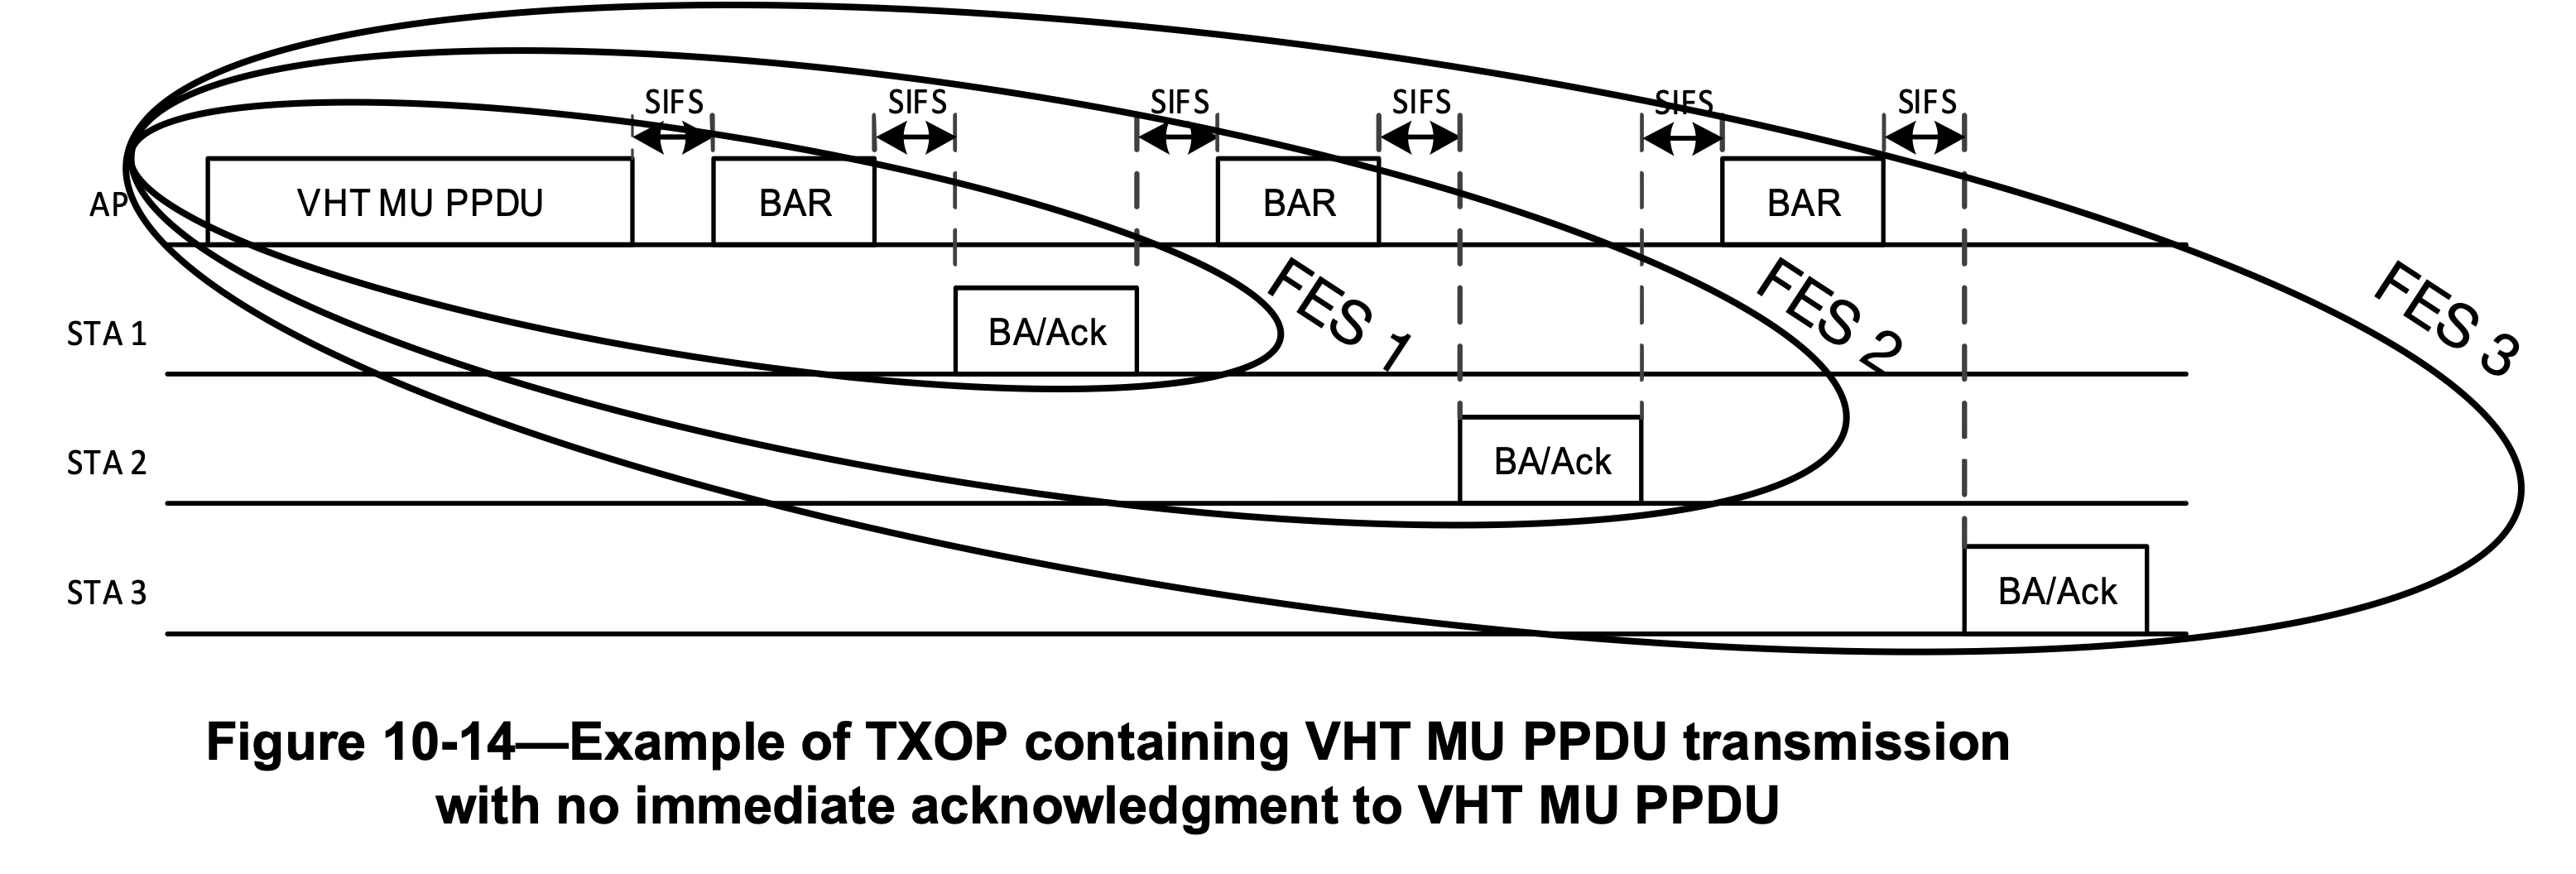 SIFS SIFS SIFS SIFS SIFS SIFS
AP VHT MU PPDU BAR BAR BAR
FES 1 FES 2 FES 3
STA 1 BA/Ack
STA 2 BA/Ack
STA 3 BA/Ack
Figure 10-14—Example of TXOP containing VHT MU PPDU transmission
with no immediate acknowledgment to VHT MU PPDU